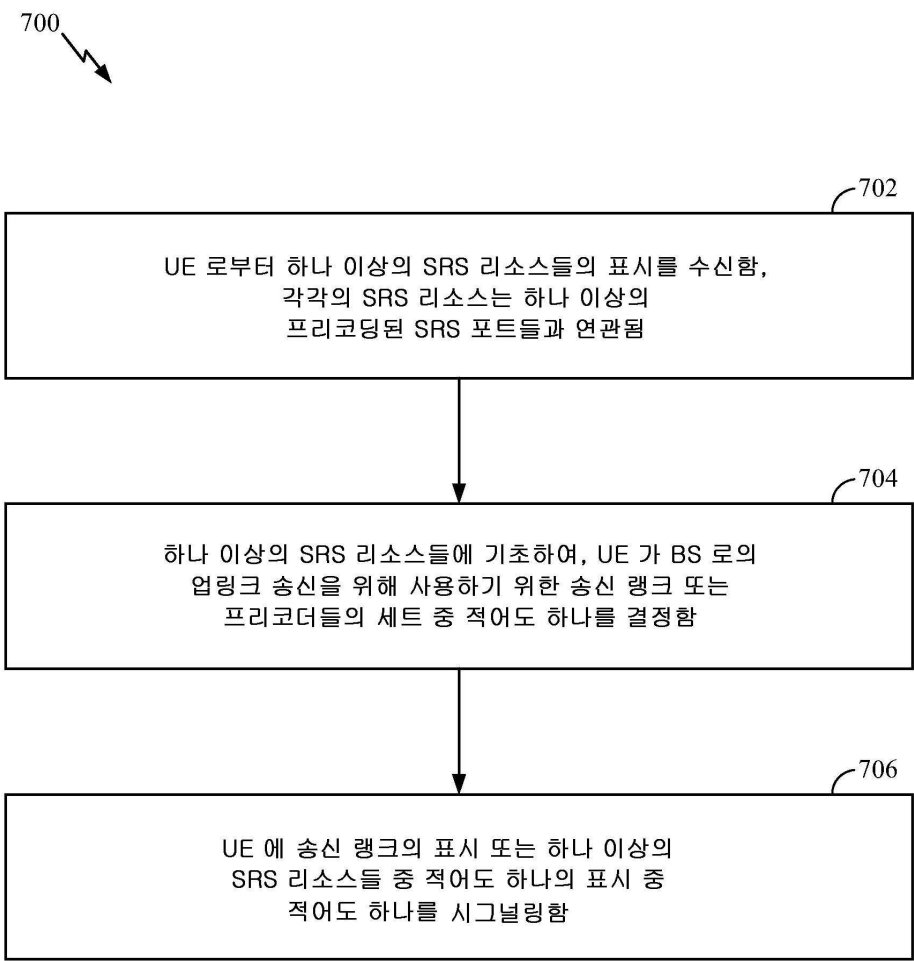 700
702
UE 로부터 하나 이상의 SRS 리소스들의 표시를 수신함,
각각의 SRS 리소스는 하나 이상의
프리코딩된 SRS 포트들과 연관됨
704
하나 이상의 SRS 리소스들에 기초하여, UE 가 BS 로의
업링크 송신을 위해 사용하기 위한 송신 랭크 또는
프리코더들의 세트 중 적어도 하나를 결정함
706
UE 에 송신 랭크의 표시 또는 하나 이상의
SRS 리소스들 중 적어도 하나의 표시 중
적어도 하나를 시그널링함